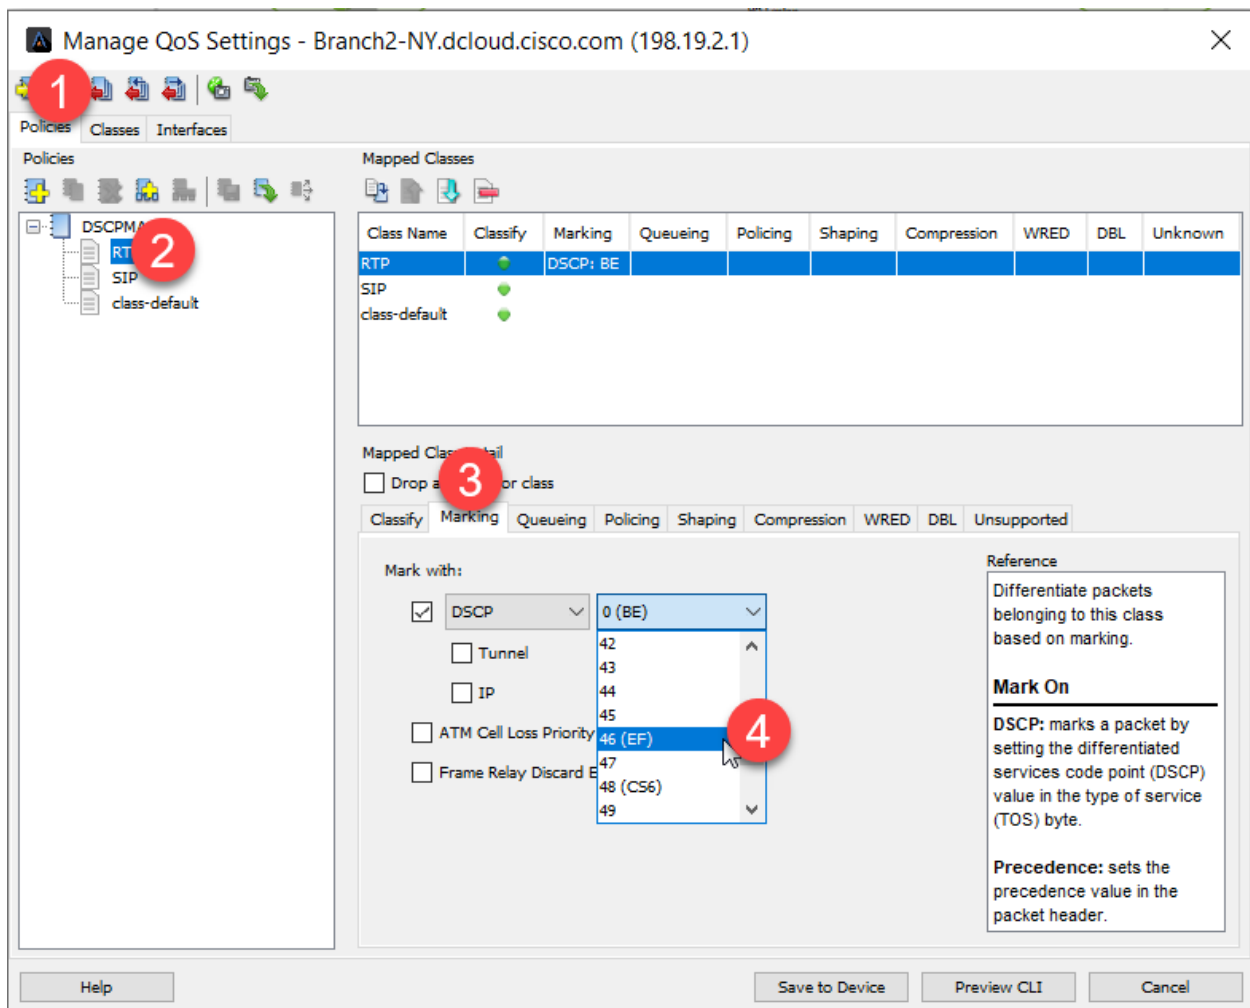 Manage QoS Settings - Branch2-NY.dcloud.cisco.com (198.19.2.1)
1
Policies Classes Interfaces
Policies
DSCPMA
RT
2
SIP
class-default
Mapped Classes
Class Name Classify Marking Queueing Policing Shaping Compression WRED DBL Unknown
RTP DSCP: BE
SIP
class-default
Mapped Clas
3
Drop a or class
Classify Marking Queueing Policing Shaping Compression WRED DBL Unsupported
Mark with:
DSCP 0 (BE)
Tunnel
IP
ATM Cell Loss Priority
Frame Relay Discard E
42
43
44
45
46 (EF)
4
47
48 (CS6)
49
Reference
Differentiate packets
belonging to this class
based on marking.
Mark On
DSCP: marks a packet by
setting the differentiated
services code point (DSCP)
value in the type of service
(TOS) byte.
Precedence: sets the
precedence value in the
packet header.
Help Save to Device Preview CLI Cancel